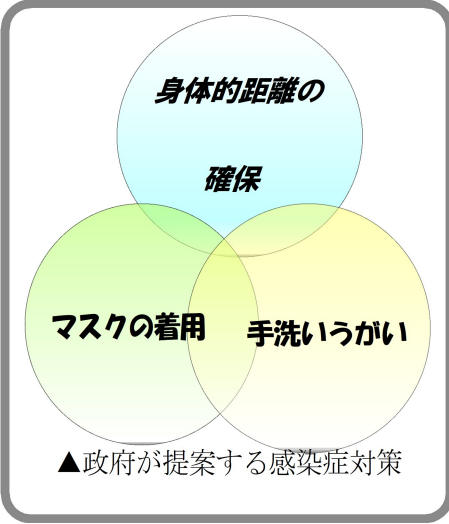 身体的距離の
確保
マスクの着用
手洗いうがい
▲政府が提案する感染症対策